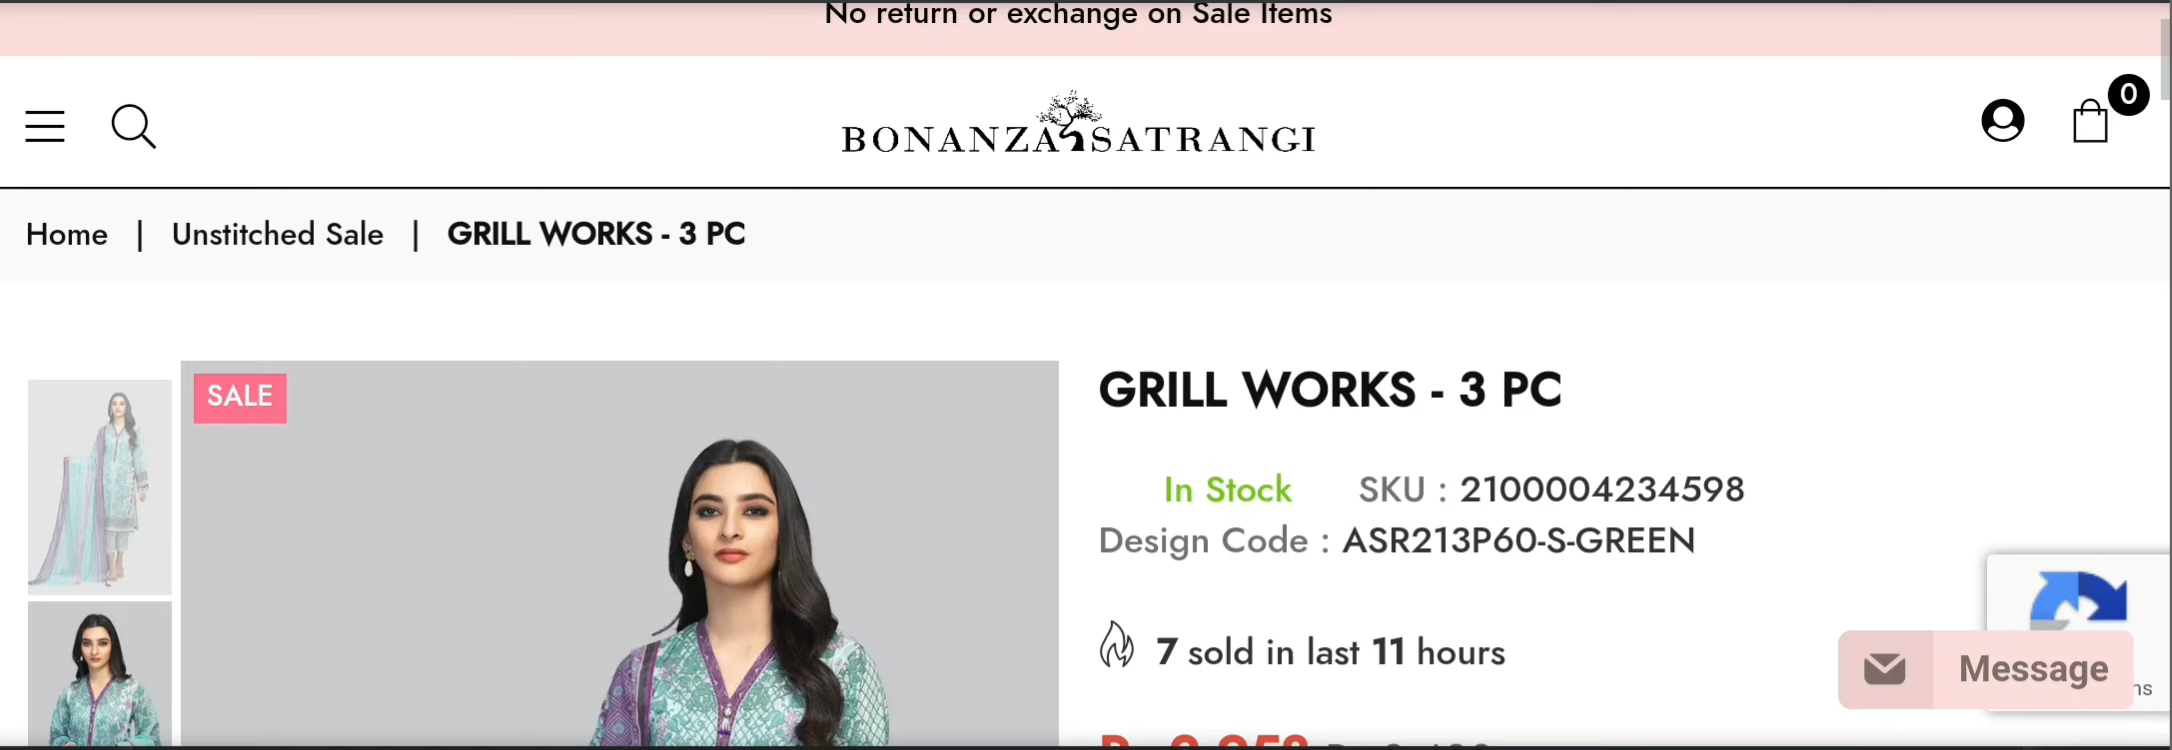 No return or exchange on Sale Items
BONANZA SATRANGI
0
Home | Unstitched Sale | GRILL WORKS - 3 PC
SALE
GRILL WORKS - 3 PC
In Stock SKU : 2100004234598
Design Code : ASR213P60-S-GREEN
7 sold in last 11 hours
Message